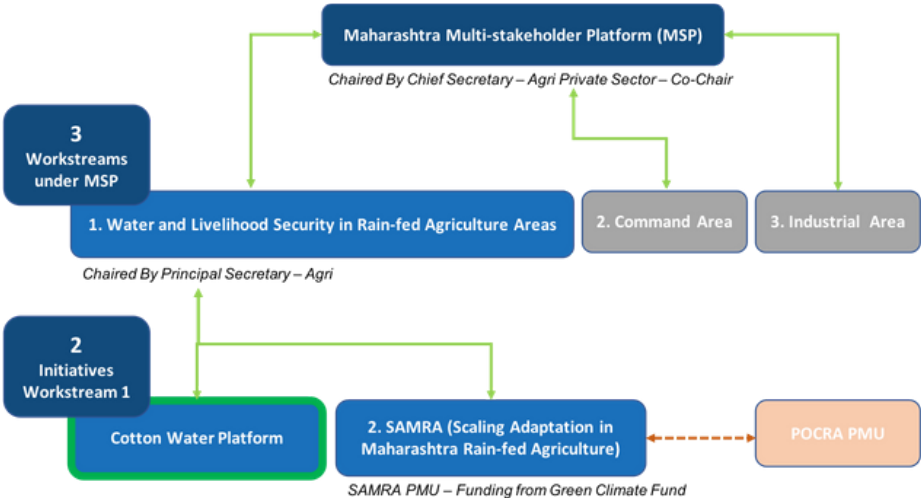 Maharashtra Multi-stakeholder Platform (MSP)
Chaired By Chief Secretary – Agri Private Sector – Co-Chair
3
Workstreams
under MSP
1. Water and Livelihood Security in Rain-fed Agriculture Areas
2. Command Area
3. Industrial Area
Chaired By Principal Secretary – Agri
2
Initiatives
Workstream 1
Cotton Water Platform
2. SAMRA (Scaling Adaptation in
Maharashtra Rain-fed Agriculture)
POCRA PMU
SAMRA PMU – Funding from Green Climate Fund